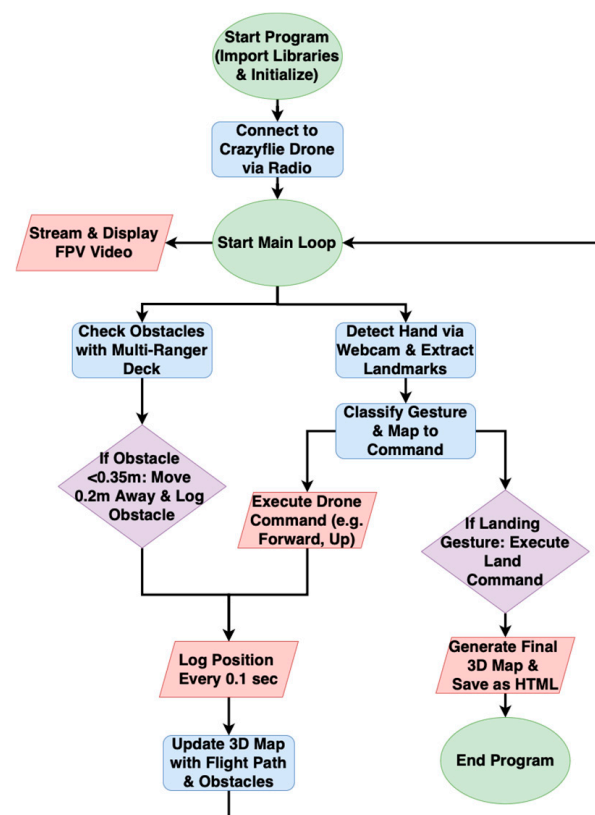 Start Program
(Import Libraries
& Initialize)
Connect to
Crazyflie Drone
via Radio
Stream & Display
FPV Video
Start Main Loop
Check Obstacles
with Multi-Ranger
Deck
Detect Hand via
Webcam & Extract
Landmarks
Classify Gesture
& Map to
Command
If Obstacle
<0.35m: Move
0.2m Away & Log
Obstacle
Execute Drone
Command (e.g.
Forward, Up)
If Landing
Gesture: Execute
Land
Command
Log Position
Every 0.1 sec
Generate Final
3D Map &
Save as HTML
Update 3D Map
with Flight Path
& Obstacles
End Program